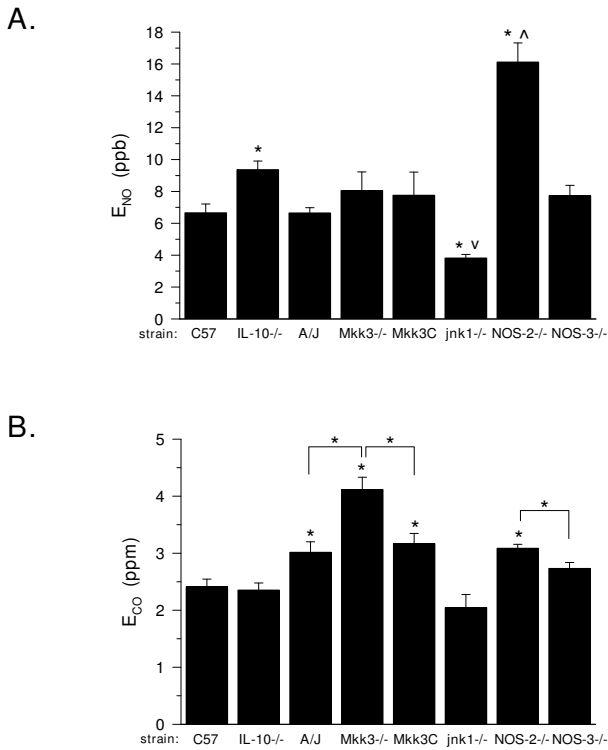 A.
18
16
14
12
10
8
6
4
2
0
E_NO (ppb)
*
* v
* ^
strain: C57 IL-10-/- A/J Mkk3-/- Mkk3C jnk1-/- NOS-2-/- NOS-3-/-
B.
5
4
3
2
1
0
E_CO (ppm)
* *
*
*
* * *
strain: C57 IL-10-/- A/J Mkk3-/- Mkk3C jnk1-/- NOS-2-/- NOS-3-/-